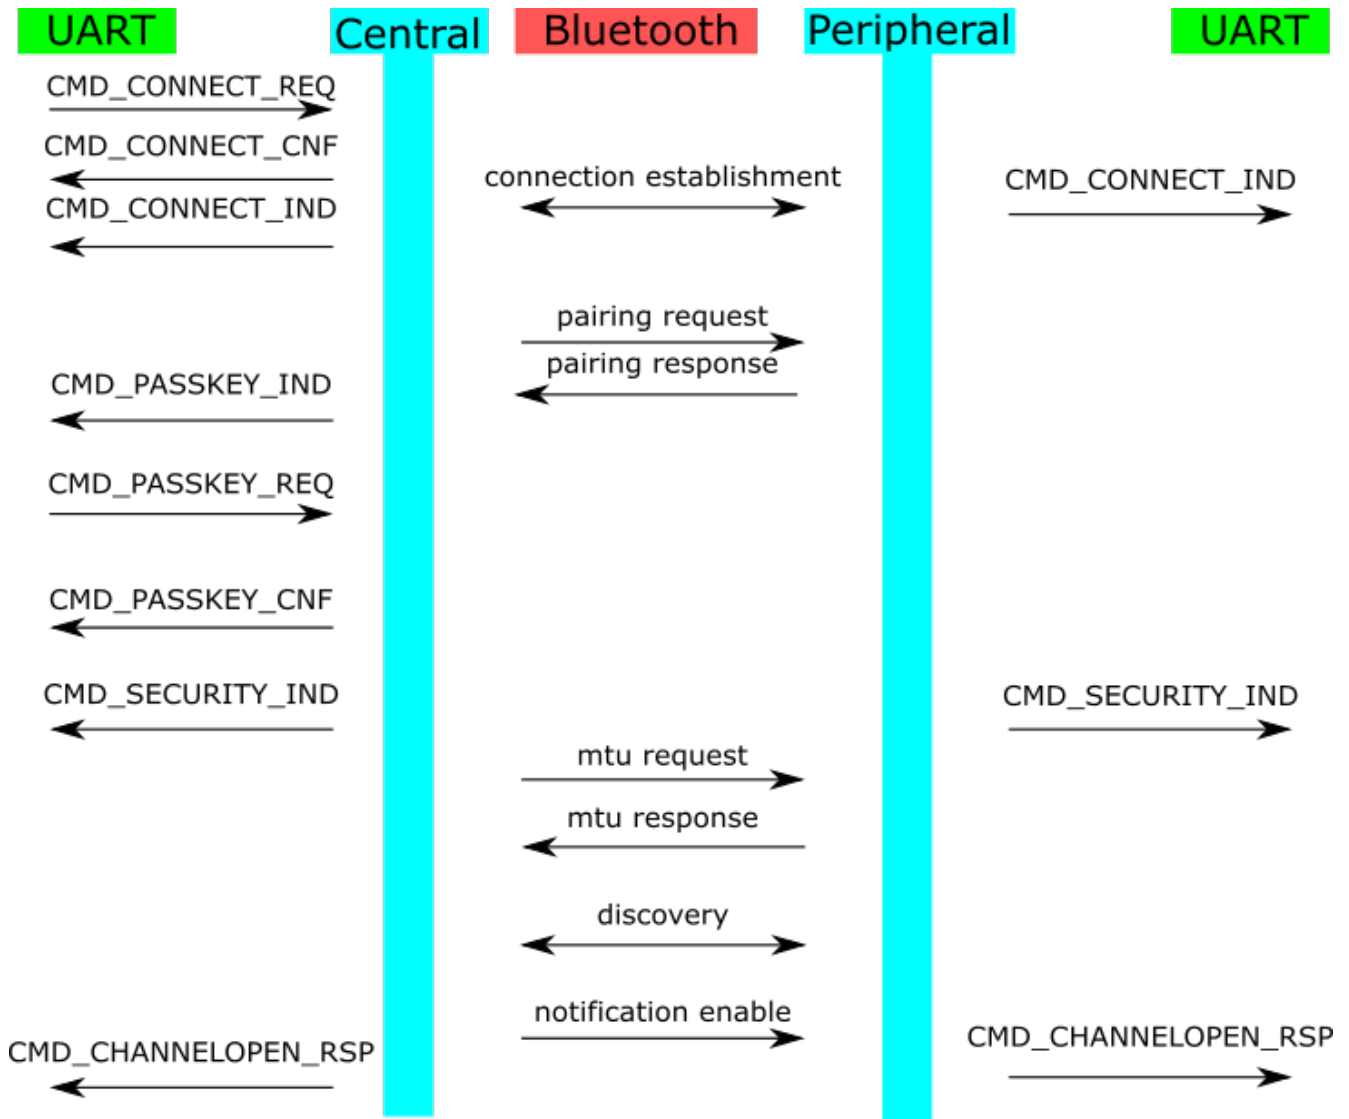 UART
Central
Bluetooth
Peripheral
UART
CMD_CONNECT_REQ
CMD_CONNECT_CNF
connection establishment
CMD_CONNECT_IND
CMD_CONNECT_IND
pairing request
pairing response
CMD_PASSKEY_IND
CMD_PASSKEY_REQ
CMD_PASSKEY_CNF
CMD_SECURITY_IND
CMD_SECURITY_IND
mtu request
mtu response
discovery
notification enable
CMD_CHANNELOPEN_RSP
CMD_CHANNELOPEN_RSP